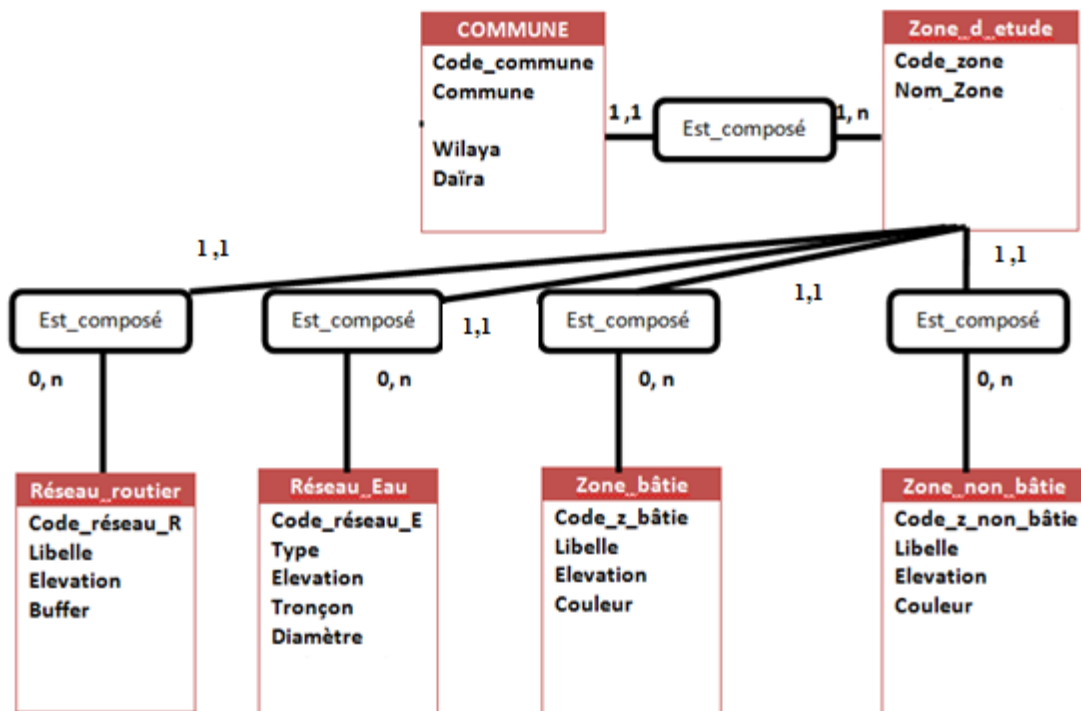 COMMUNE
Code_commune
Commune
Wilaya
Daïra
1 ,1
Est_composé
1, n
Zone_d_etude
Code_zone
Nom_Zone
1 ,1
1,1
1,1
1,1
Est_composé
Est_composé
Est_composé
Est_composé
0, n
0, n
0, n
0, n
Réseau_routier
Code_réseau_R
Libelle
Elevation
Buffer
Réseau_Eau
Code_réseau_E
Type
Elevation
Tronçon
Diamètre
Zone_bâtie
Code_z_bâtie
Libelle
Elevation
Couleur
Zone_non_bâtie
Code_z_non_bâtie
Libelle
Elevation
Couleur